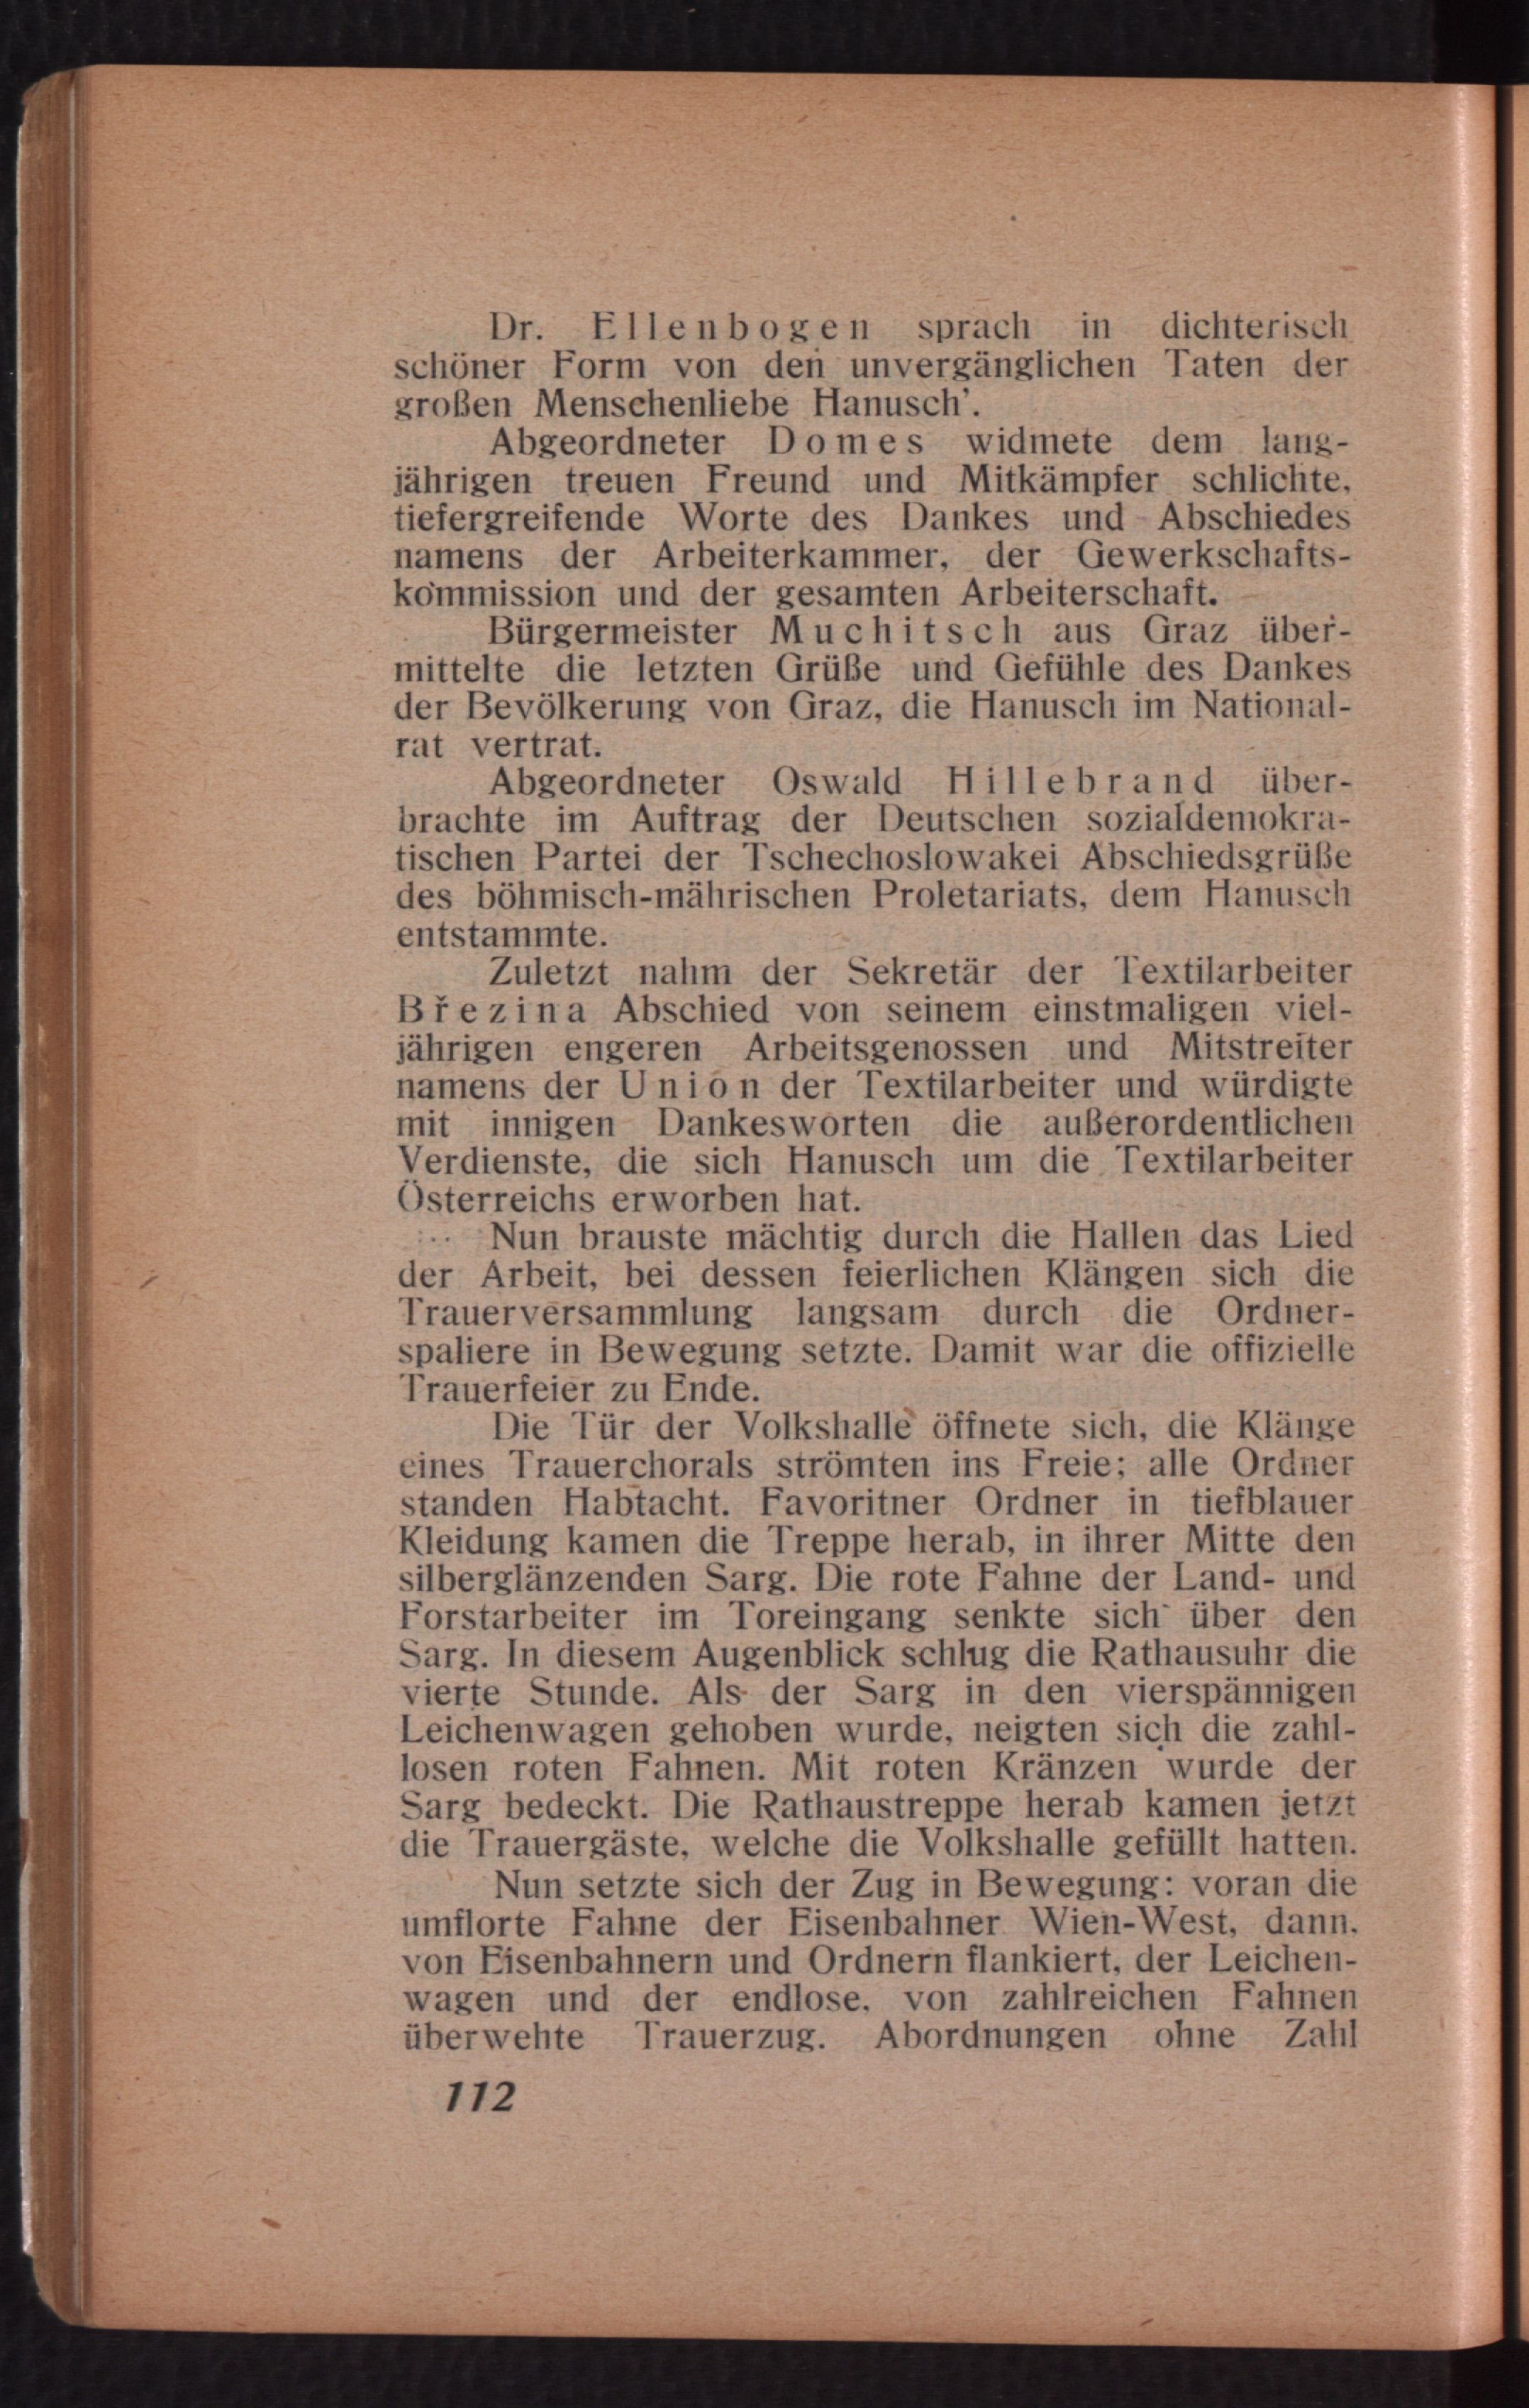 Dr. Ellenbogen sprach in dichterisch
schöner Form von den unvergänglichen Taten der
großen Menschenliebe Hanusch'.
Abgeordneter Domes widmete dem lang-
jährigen treuen Freund und Mitkämpfer schlichte,
tiefergreifende Worte des Dankes und Abschiedes
namens der Arbeiterkammer, der Gewerkschafts-
kommission und der gesamten Arbeiterschaft.
Bürgermeister Muchitsch aus Graz über-
mittelte die letzten Grüße und Gefühle des Dankes
der Bevölkerung von Graz, die Hanusch im National-
rat vertrat.
Abgeordneter Oswald Hillebrand über-
brachte im Auftrag der Deutschen sozialdemokra-
tischen Partei der Tschechoslowakei Abschiedsgrüße
des böhmisch-mährischen Proletariats, dem Hanusch
entstammte.
Zuletzt nahm der Sekretär der Textilarbeiter
Březina Abschied von seinem einstmaligen viel-
jährigen engeren Arbeitsgenossen und Mitstreiter
namens der Union der Textilarbeiter und würdigte
mit innigen Dankesworten die außerordentlichen
Verdienste, die sich Hanusch um die Textilarbeiter
Österreichs erworben hat.
Nun brauste mächtig durch die Hallen das Lied
der Arbeit, bei dessen feierlichen Klängen sich die
Trauerversammlung langsam durch die Ordner-
spaliere in Bewegung setzte. Damit war die offizielle
Trauerfeier zu Ende.
Die Tür der Volkshalle öffnete sich, die Klänge
eines Trauerchorals strömten ins Freie; alle Ordner
standen Habtacht. Favoritner Ordner in tiefblauer
Kleidung kamen die Treppe herab, in ihrer Mitte den
silberglänzenden Sarg. Die rote Fahne der Land- und
Forstarbeiter im Toreingang senkte sich über den
Sarg. In diesem Augenblick schlug die Rathausuhr die
vierte Stunde. Als der Sarg in den vierspännigen
Leichenwagen gehoben wurde, neigten sich die zahl-
losen roten Fahnen. Mit roten Kränzen wurde der
Sarg bedeckt. Die Rathaustreppe herab kamen jetzt
die Trauergäste, welche die Volkshalle gefüllt hatten.
Nun setzte sich der Zug in Bewegung: voran die
umflorte Fahne der Eisenbahner Wien-West, dann,
von Eisenbahnern und Ordnern flankiert, der Leichen-
wagen und der endlose, von zahlreichen Fahnen
überwehte Trauerzug. Abordnungen ohne Zahl
112